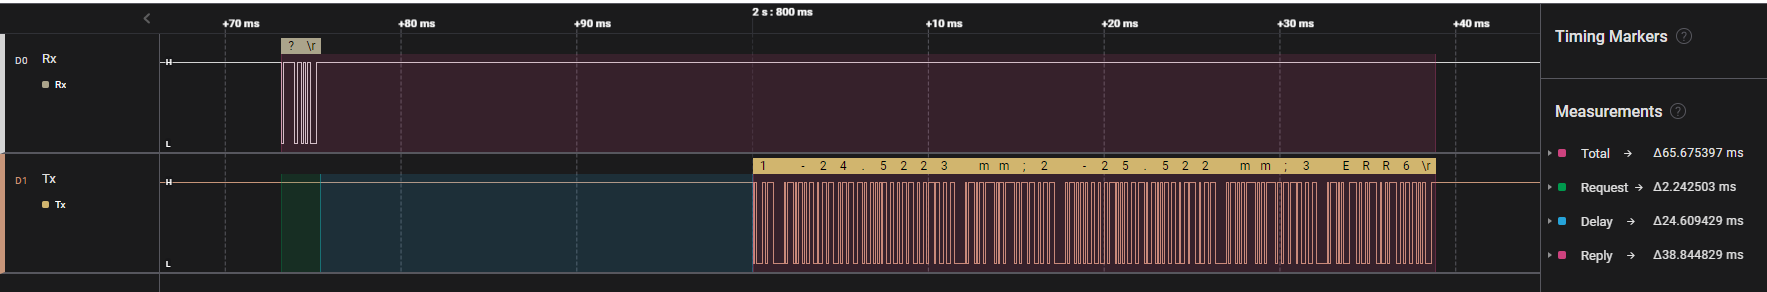 2 s : 800 ms
+70 ms +80 ms +90 ms +10 ms +20 ms +30 ms +40 ms
Timing Markers ?
? \r
D0 Rx
H
Rx
L
Measurements ?
1 - 2 4 . 5 2 2 3 m m ; 2 - 2 5 . 5 2 2 m m ; 3 E R R 6 \r
D1 Tx
H
Tx
L
Total → Δ65.675397 ms
Request → Δ2.242503 ms
Delay → Δ24.609429 ms
Reply → Δ38.844829 ms